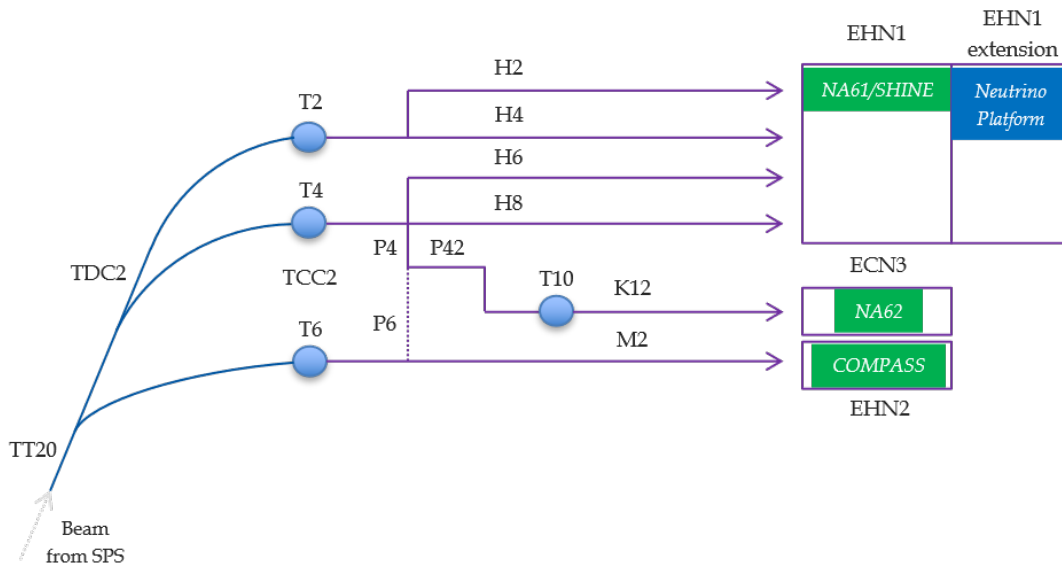 EHN1
EHN1
extension
H2
NA61/SHINE
Neutrino
Platform
T2
H4
H6
T4
H8
P4
P42
ECN3
TDC2
TCC2
T10
K12
NA62
T6
P6
M2
COMPASS
EHN2
TT20
Beam
from SPS